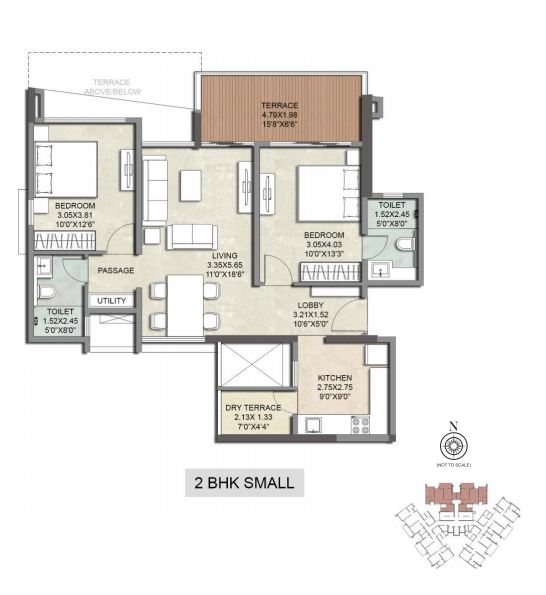 TERRACE
ABOVE/BELOW
TERRACE
4.79X1.98
15'8"X6'6"
BEDROOM
3.05X3.81
10'0"X12'6"
TOILET
1.52X2.45
5'0"X8'0"
BEDROOM
3.05X4.03
10'0"X13'3"
LIVING
3.35X5.65
11'0"X18'6"
PASSAGE
UTILITY
TOILET
1.52X2.45
5'0"X8'0"
LOBBY
3.21X1.52
10'6"X5'0"
KITCHEN
2.75X2.75
9'0"X9'0"
DRY TERRACE
2.13X 1.33
7'0"X4'4"
N
(NOT TO SCALE)
2 BHK SMALL